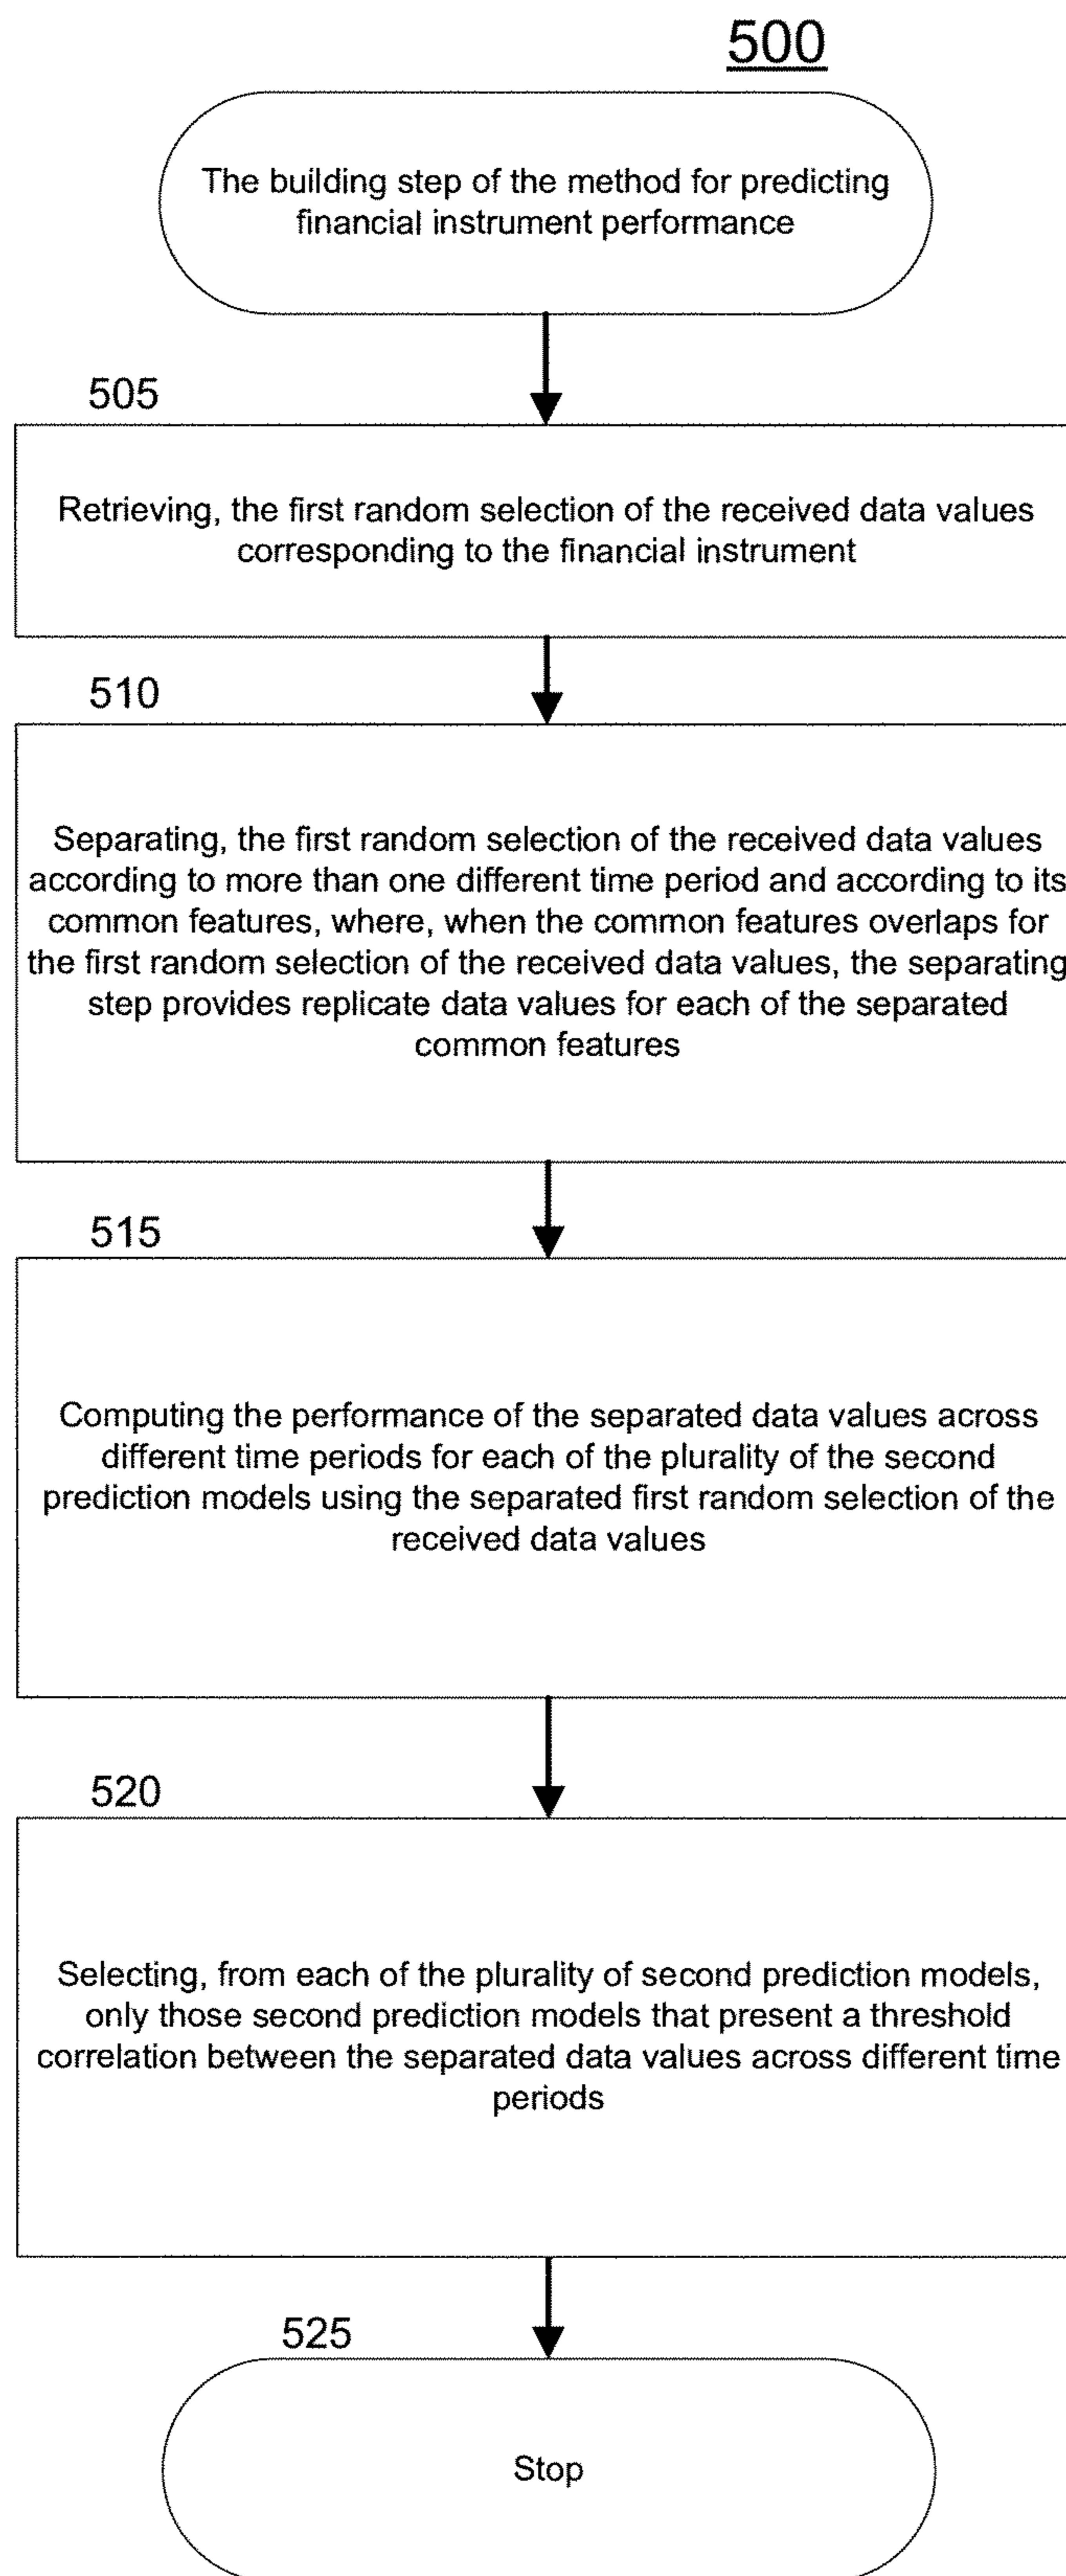 500
The building step of the method for predicting
financial instrument performance
505
Retrieving, the first random selection of the received data values
corresponding to the financial instrument
510
Separating, the first random selection of the received data values
according to more than one different time period and according to its
common features, where, when the common features overlaps for
the first random selection of the received data values, the separating
step provides replicate data values for each of the separated
common features
515
Computing the performance of the separated data values across
different time periods for each of the plurality of the second
prediction models using the separated first random selection of the
received data values
520
Selecting, from each of the plurality of second prediction models,
only those second prediction models that present a threshold
correlation between the separated data values across different time
periods
525
Stop